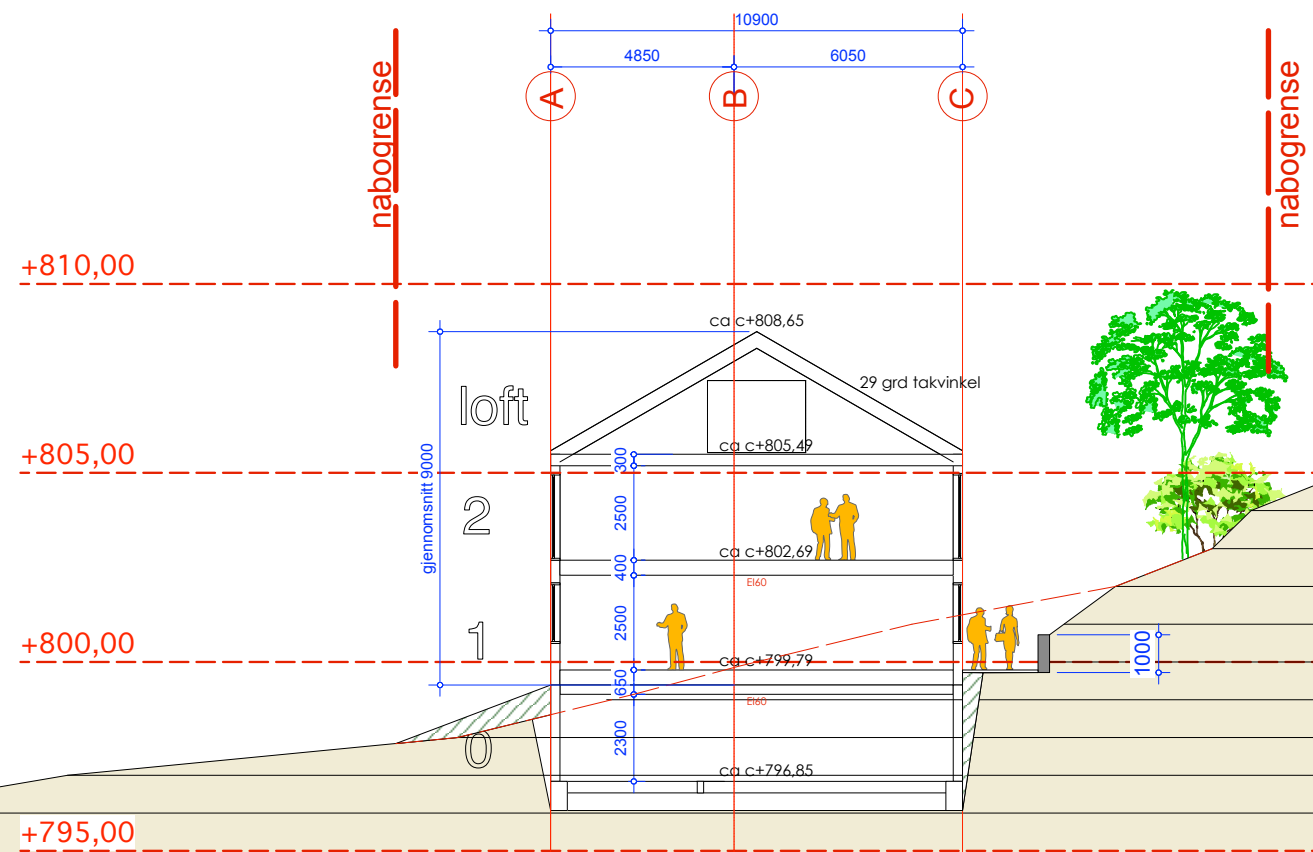 10900
4850
6050
A
B
C
nabogrense
nabogrense
+810,00
ca c+808,65
29 grd takvinkel
loft
ca c+805,49
+805,00
300
gjennomsnitt 9000
2
2500
ca c+802,69
400
EI60
1
2500
+800,00
ca c+799,79
1000
650
EI60
0
2300
ca c+796,85
+795,00